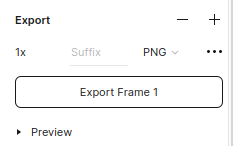 Export
1x Suffix PNG
Export Frame 1
Preview